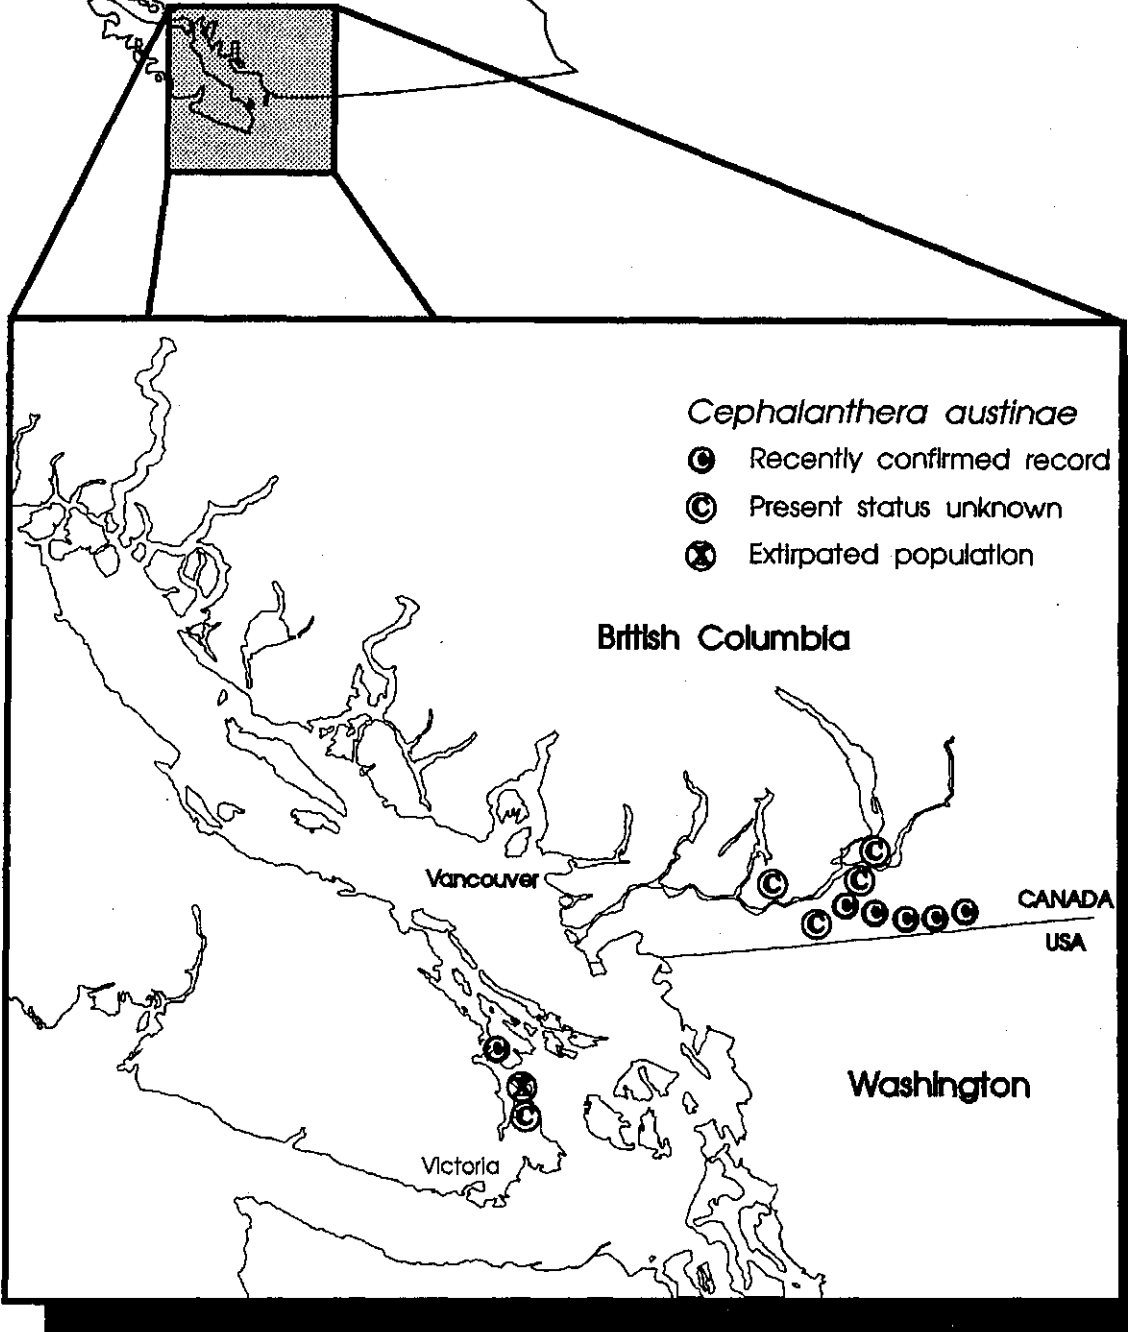 Cephalanthera austinae
C Recently confirmed record
C Present status unknown
X Extirpated population
British Columbia
C
Vancouver
C
C
CANADA
C
C
C
C
C
C
USA
C
Washington
X
C
Victoria